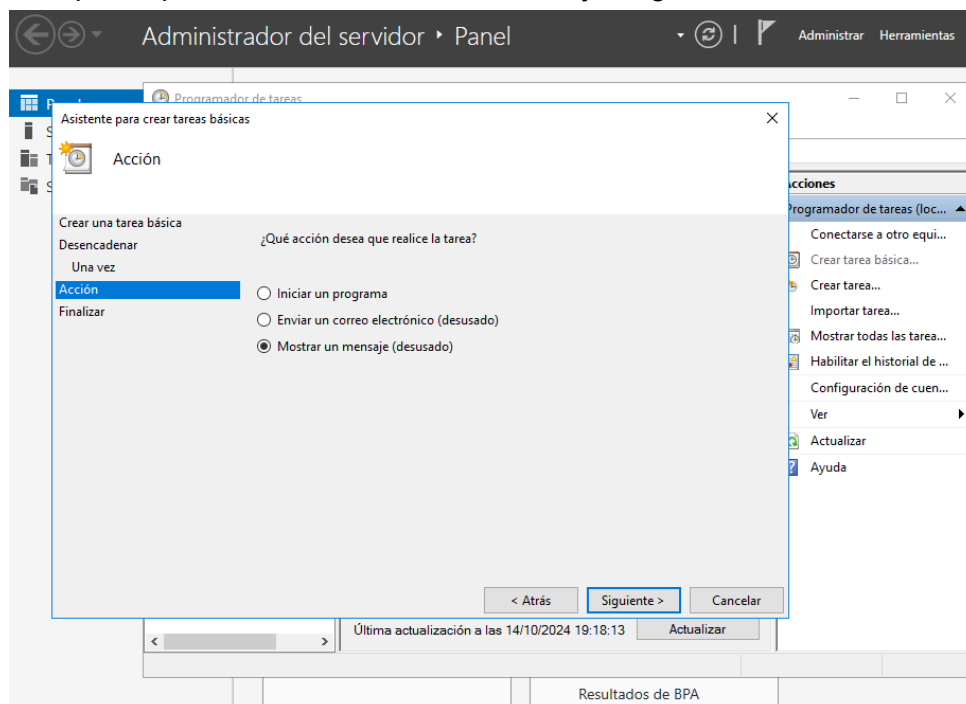 Administrador del servidor ‣ Panel
Administrar Herramientas
Programador de tareas
Asistente para crear tareas básicas
Acción
Crear una tarea básica
Desencadenar
Una vez
Acción
Finalizar
¿Qué acción desea que realice la tarea?
Iniciar un programa
Enviar un correo electrónico (desusado)
Mostrar un mensaje (desusado)
< Atrás
Siguiente >
Cancelar
Última actualización a las 14/10/2024 19:18:13
Actualizar
Acciones
Programador de tareas (loc...
Conectarse a otro equi...
Crear tarea básica...
Crear tarea...
Importar tarea...
Mostrar todas las tarea...
Habilitar el historial de ...
Configuración de cuen...
Ver
Actualizar
Ayuda
Resultados de BPA